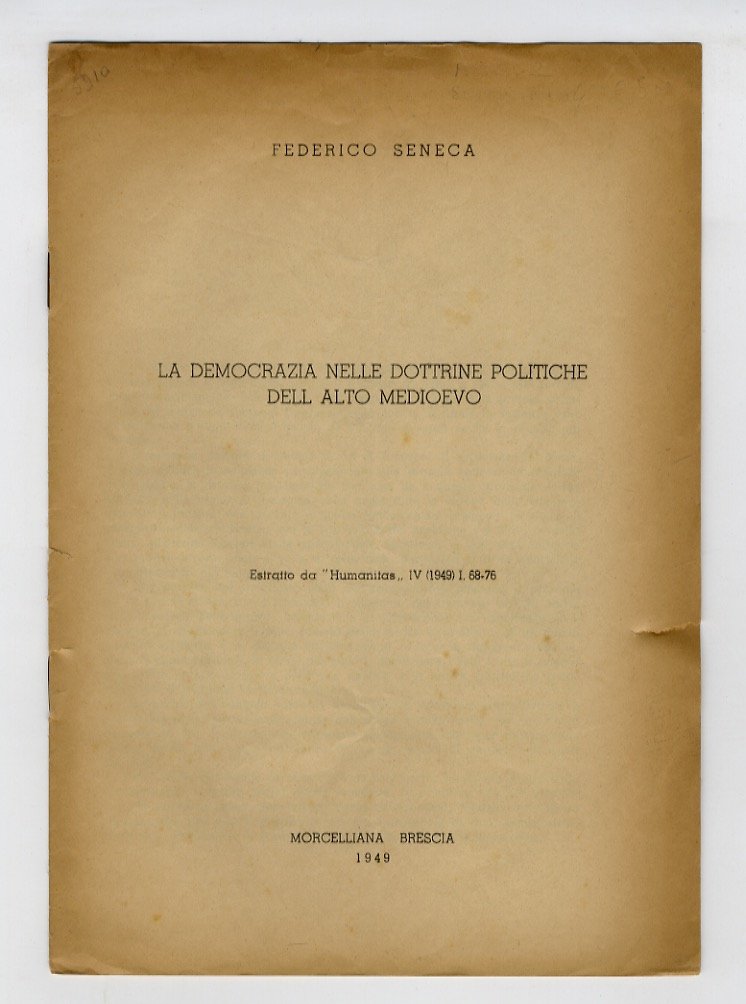 FEDERICO SENECA
LA DEMOCRAZIA NELLE DOTTRINE POLITICHE
DELL ALTO MEDIOEVO
Estratto da "Humanitas„ IV (1949) I, 68-76
MORCELLIANA BRESCIA
1949